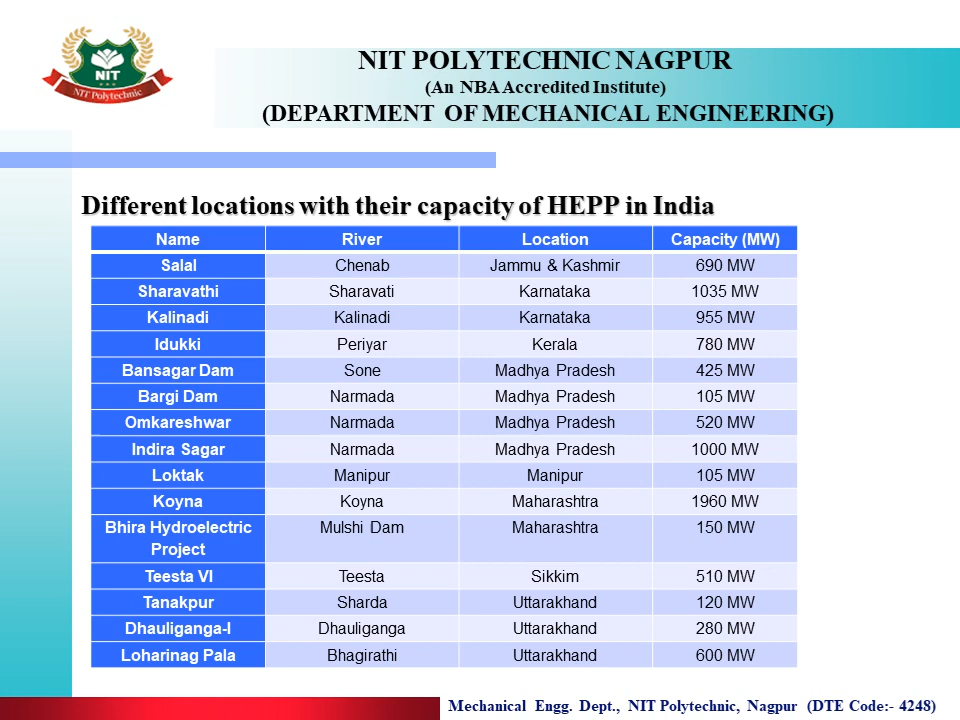 NIT
NIT Polytechnic
NIT POLYTECHNIC NAGPUR
(An NBA Accredited Institute)
(DEPARTMENT OF MECHANICAL ENGINEERING)
Different locations with their capacity of HEPP in India
Name River Location Capacity (MW)
Salal Chenab Jammu & Kashmir 690 MW
Sharavathi Sharavati Karnataka 1035 MW
Kalinadi Kalinadi Karnataka 955 MW
Idukki Periyar Kerala 780 MW
Bansagar Dam Sone Madhya Pradesh 425 MW
Bargi Dam Narmada Madhya Pradesh 105 MW
Omkareshwar Narmada Madhya Pradesh 520 MW
Indira Sagar Narmada Madhya Pradesh 1000 MW
Loktak Manipur Manipur 105 MW
Koyna Koyna Maharashtra 1960 MW
Bhira Hydroelectric Mulshi Dam Maharashtra 150 MW
Project
Teesta VI Teesta Sikkim 510 MW
Tanakpur Sharda Uttarakhand 120 MW
Dhauliganga-I Dhauliganga Uttarakhand 280 MW
Loharinag Pala Bhagirathi Uttarakhand 600 MW
Mechanical Engg. Dept., NIT Polytechnic, Nagpur (DTE Code:- 4248)